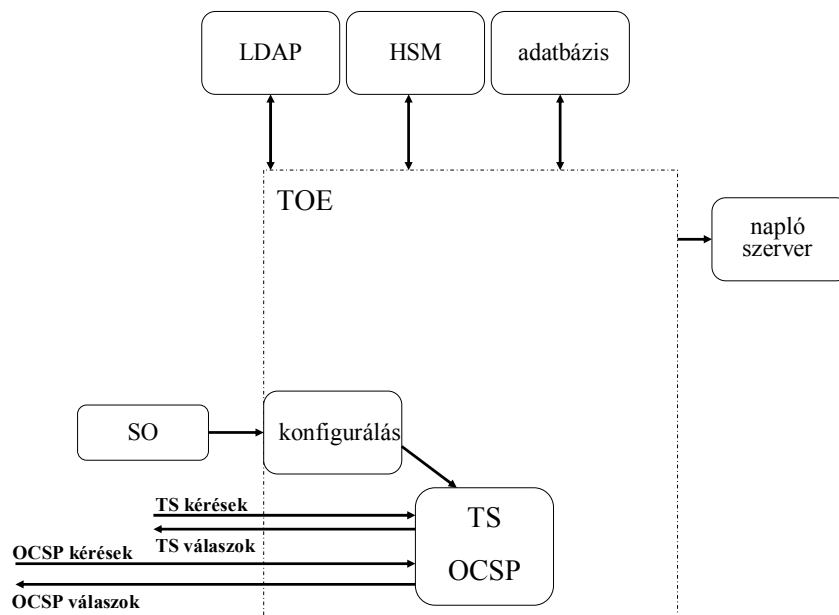 LDAP
HSM
adatbázis
TOE
napló
szerver
SO
konfigurálás
TS kérések
TS
TS válaszok
OCSP kérések
OCSP
OCSP válaszok